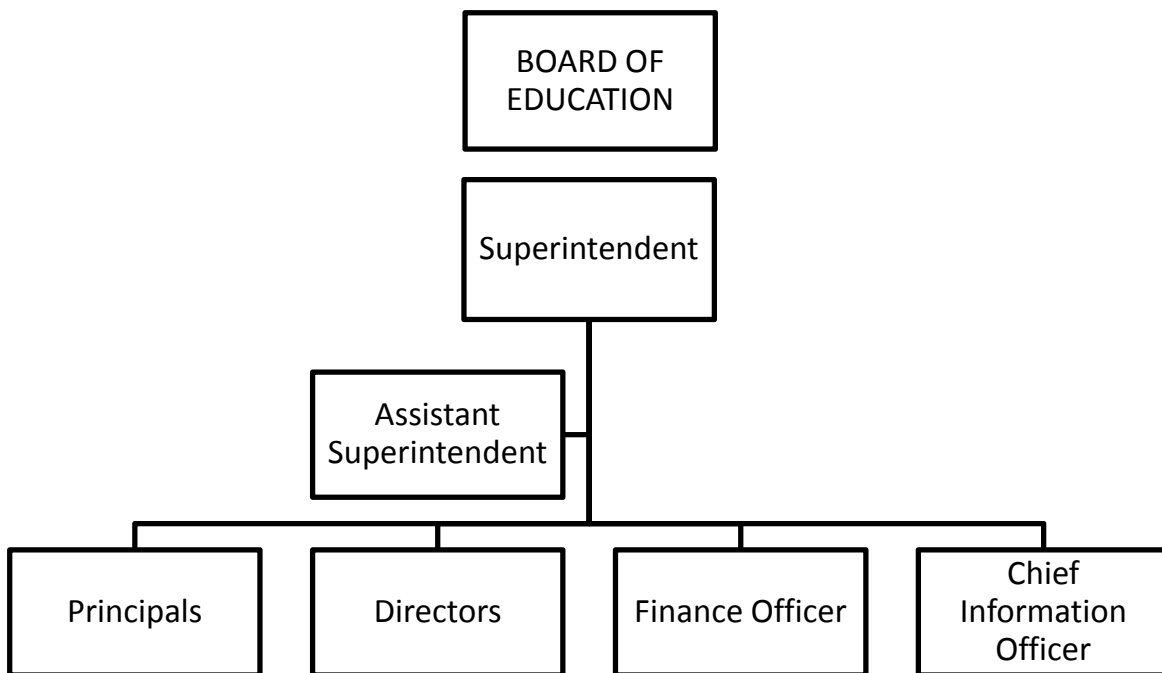 BOARD OF
EDUCATION
Superintendent
Assistant
Superintendent
Principals
Directors
Finance Officer
Chief
Information
Officer